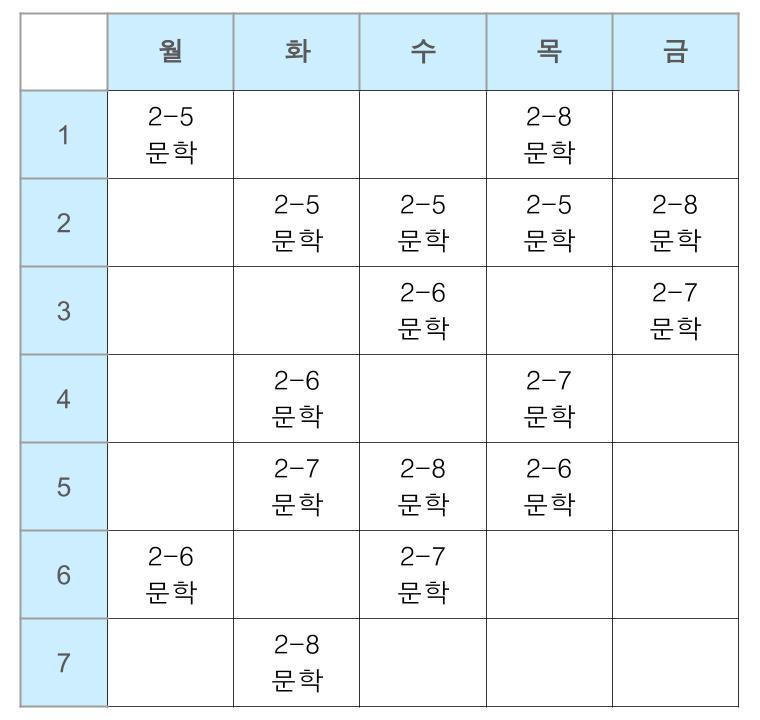 월 화 수 목 금
1 2-5 2-8
문학 문학
2 2-5 2-5 2-5 2-8
문학 문학 문학 문학
3 2-6 2-7
문학 문학
4 2-6 2-7
문학 문학
5 2-7 2-8 2-6
문학 문학 문학
6 2-6 2-7
문학 문학
7 2-8
문학